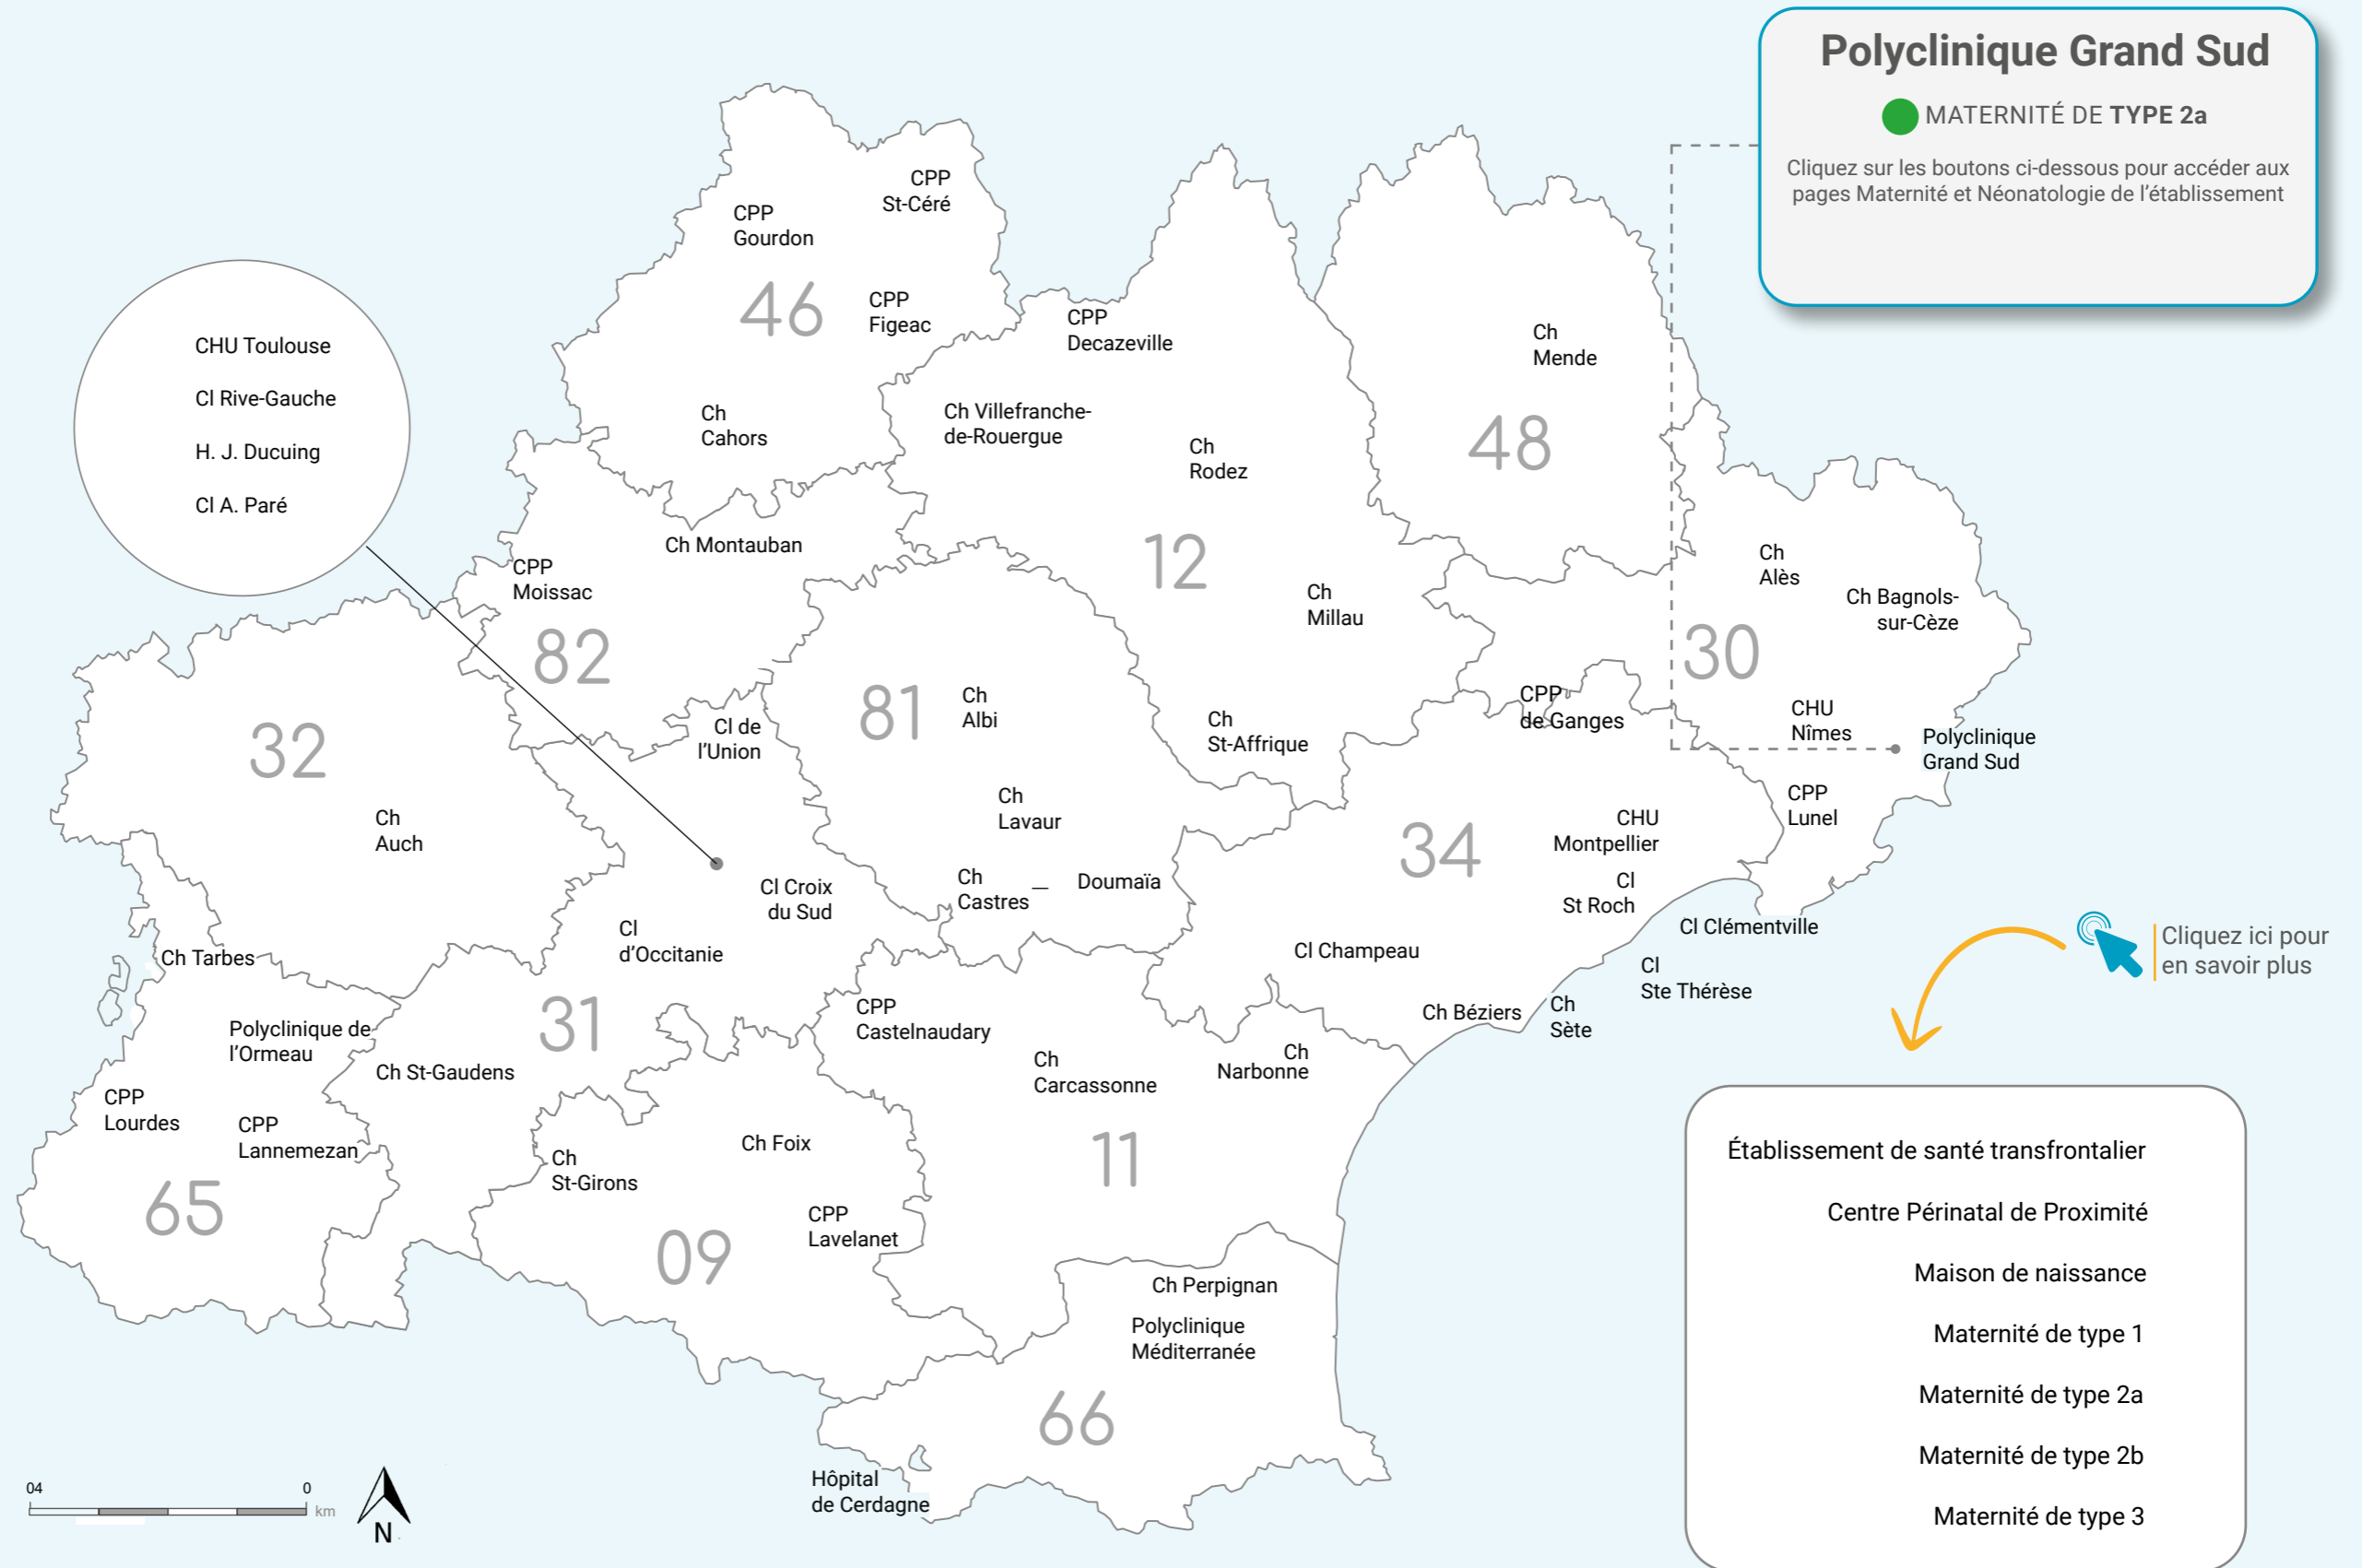 Polyclinique Grand Sud
MATERNITÉ DE TYPE 2a
Cliquez sur les boutons ci-dessous pour accéder aux
pages Maternité et Néonatologie de l'établissement
CPP
St-Céré
CPP
Gourdon
46
CPP
Figeac
Ch
Cahors
CHU Toulouse
Cl Rive-Gauche
H. J. Ducuing
Cl A. Paré
CPP
Decazeville
Ch Villefranche-
de-Rouergue
Ch
Rodez
12
Ch
Millau
Ch
St-Affrique
Ch
Mende
48
Ch Montauban
CPP
Moissac
82
Ch
Alès
Ch Bagnols-
sur-Cèze
30
CHU
Nîmes
Polyclinique
Grand Sud
CPP
Lunel
32
Ch
Auch
81
Ch
Albi
Ch
Lavaur
Ch
Castres
Doumaïa
Cl de
l'Union
Cl Croix
du Sud
Cl
d'Occitanie
31
Ch St-Gaudens
CPP
de Ganges
34
CHU
Montpellier
Cl
St Roch
Cl Clémentville
Cl Champeau
Cl
Ste Thérèse
Ch Béziers
Ch
Sète
Ch Tarbes
Polyclinique de
l'Ormeau
CPP
Lourdes
CPP
Lannemezan
65
Ch
St-Girons
Ch Foix
CPP
Lavelanet
09
CPP
Castelnaudary
Ch
Carcassonne
Ch
Narbonne
11
Ch Perpignan
Polyclinique
Méditerranée
66
Hôpital
de Cerdagne
Cliquez ici pour
en savoir plus
Établissement de santé transfrontalier
Centre Périnatal de Proximité
Maison de naissance
Maternité de type 1
Maternité de type 2a
Maternité de type 2b
Maternité de type 3
04 0
km
N